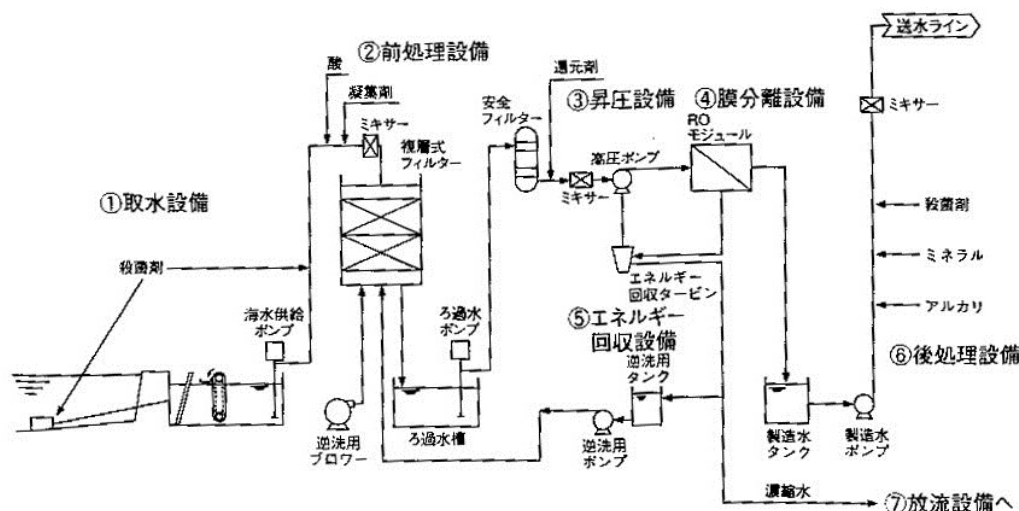 送水ライン
②前処理設備
酸
凝集剤
ミキサー
複層式
フィルター
還元剤
安全
フィルター
③昇圧設備
④膜分離設備
RO
モジュール
高圧ポンプ
ミキサー
ミキサー
①取水設備
殺菌剤
海水供給
ポンプ
殺菌剤
ミネラル
アルカリ
エネルギー
回収タービン
⑤エネルギー
回収設備
ろ過水
ポンプ
逆洗用
タンク
⑥後処理設備
逆洗用
ブロワー
ろ過水槽
逆洗用
ポンプ
製造水
タンク
製造水
ポンプ
濃縮水
⑦放流設備へ